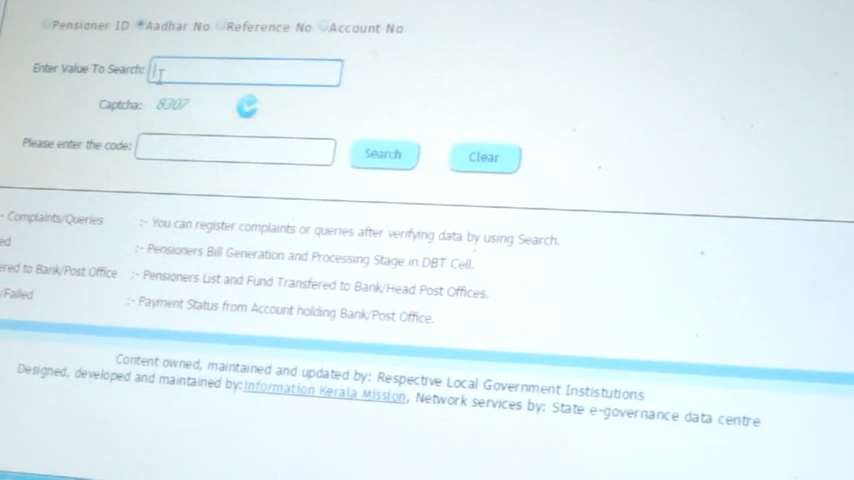 Pensioner ID Aadhar No Reference No Account No
Enter Value To Search:
Captcha: 8307
Please enter the code: Search Clear
- Complaints/Queries :- You can register complaints or queries after verifying data by using Search.
ed :- Pensioners Bill Generation and Processing Stage in DBT Cell.
ered to Bank/Post Office :- Pensioners List and Fund Transfered to Bank/Head Post Offices.
/Failed :- Payment Status from Account holding Bank/Post Office.
Content owned, maintained and updated by: Respective Local Government Instistutions
Designed, developed and maintained by: Information Kerala Mission, Network services by: State e-governance data centre